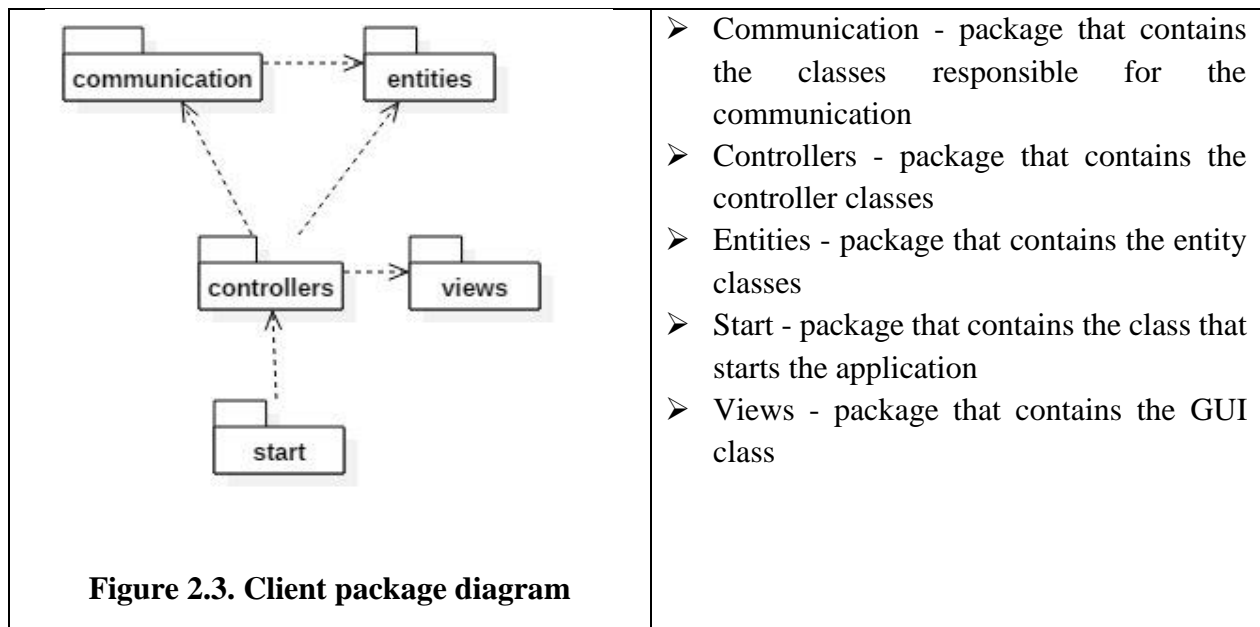 communication
entities
controllers
views
start
Figure 2.3. Client package diagram
➢ Communication - package that contains
the classes responsible for the
communication
➢ Controllers - package that contains the
controller classes
➢ Entities - package that contains the entity
classes
➢ Start - package that contains the class that
starts the application
➢ Views - package that contains the GUI
class